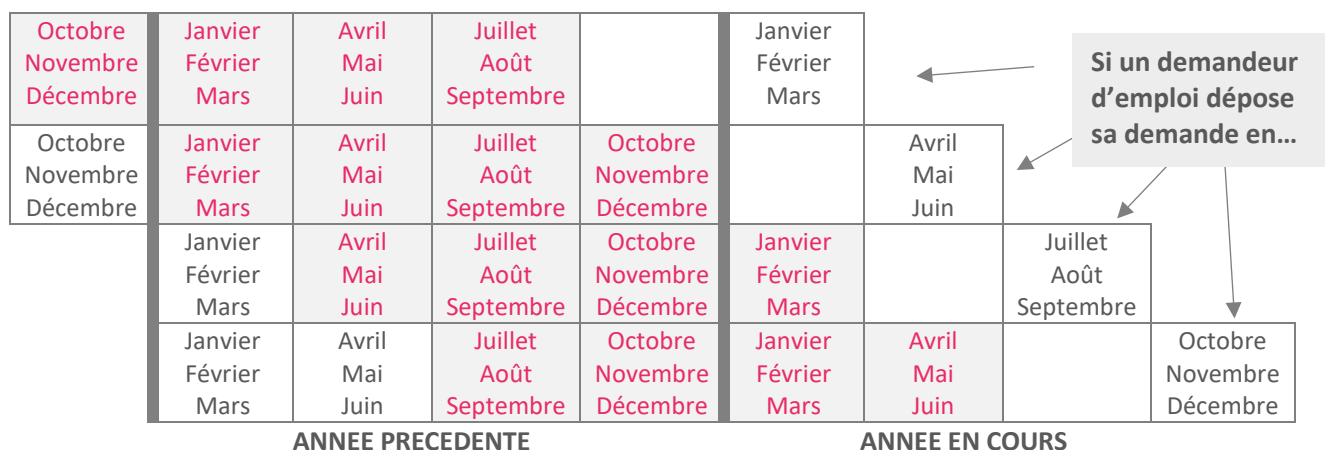 Octobre Janvier Avril Juillet Janvier
Novembre Février Mai Août Février
Décembre Mars Juin Septembre Mars
Si un demandeur
d’emploi dépose
sa demande en…
Octobre Janvier Avril Juillet Octobre Avril
Novembre Février Mai Août Novembre Mai
Décembre Mars Juin Septembre Décembre Juin
Janvier Avril Juillet Octobre Janvier Juillet
Février Mai Août Novembre Février Août
Mars Juin Septembre Décembre Mars Septembre
Janvier Avril Juillet Octobre Janvier Avril Octobre
Février Mai Août Novembre Février Mai Novembre
Mars Juin Septembre Décembre Mars Juin Décembre
ANNEE PRECEDENTE ANNEE EN COURS